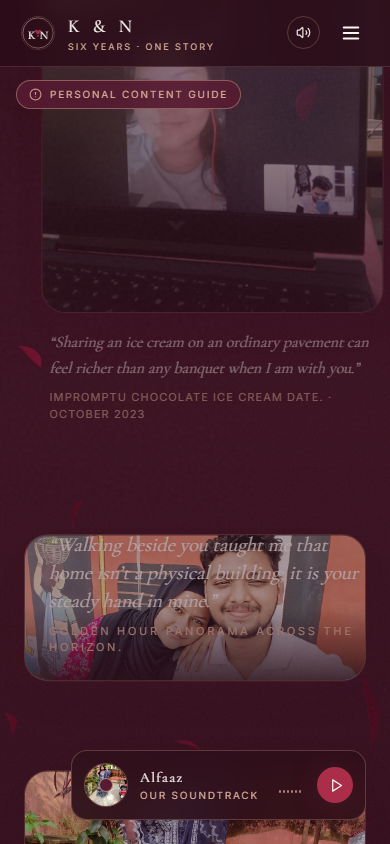 K & N
SIX YEARS · ONE STORY
PERSONAL CONTENT GUIDE
“Sharing an ice cream on an ordinary pavement can
feel richer than any banquet when I am with you.”
IMPROMPTU CHOCOLATE ICE CREAM DATE. ·
OCTOBER 2023
“Walking beside you taught me that
home isn’t a physical building, it is your
steady hand in mine.”
GOLDEN HOUR PANORAMA ACROSS THE
HORIZON.
Alfaaz
OUR SOUNDTRACK